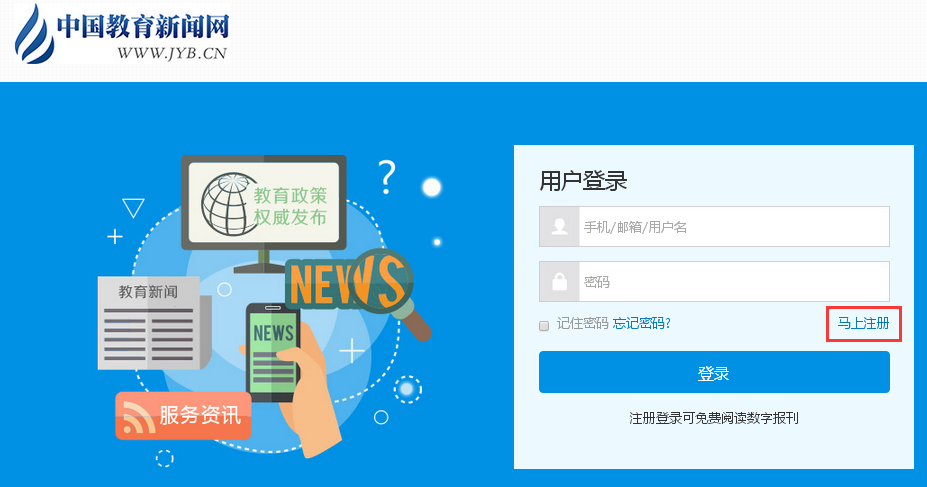 中国教育新闻网
WWW.JYB.CN
教育政策
权威发布
?
NEWS
教育新闻
NEWS
服务资讯
用户登录
手机/邮箱/用户名
密码
记住密码 忘记密码?
马上注册
登录
注册登录可免费阅读数字报刊